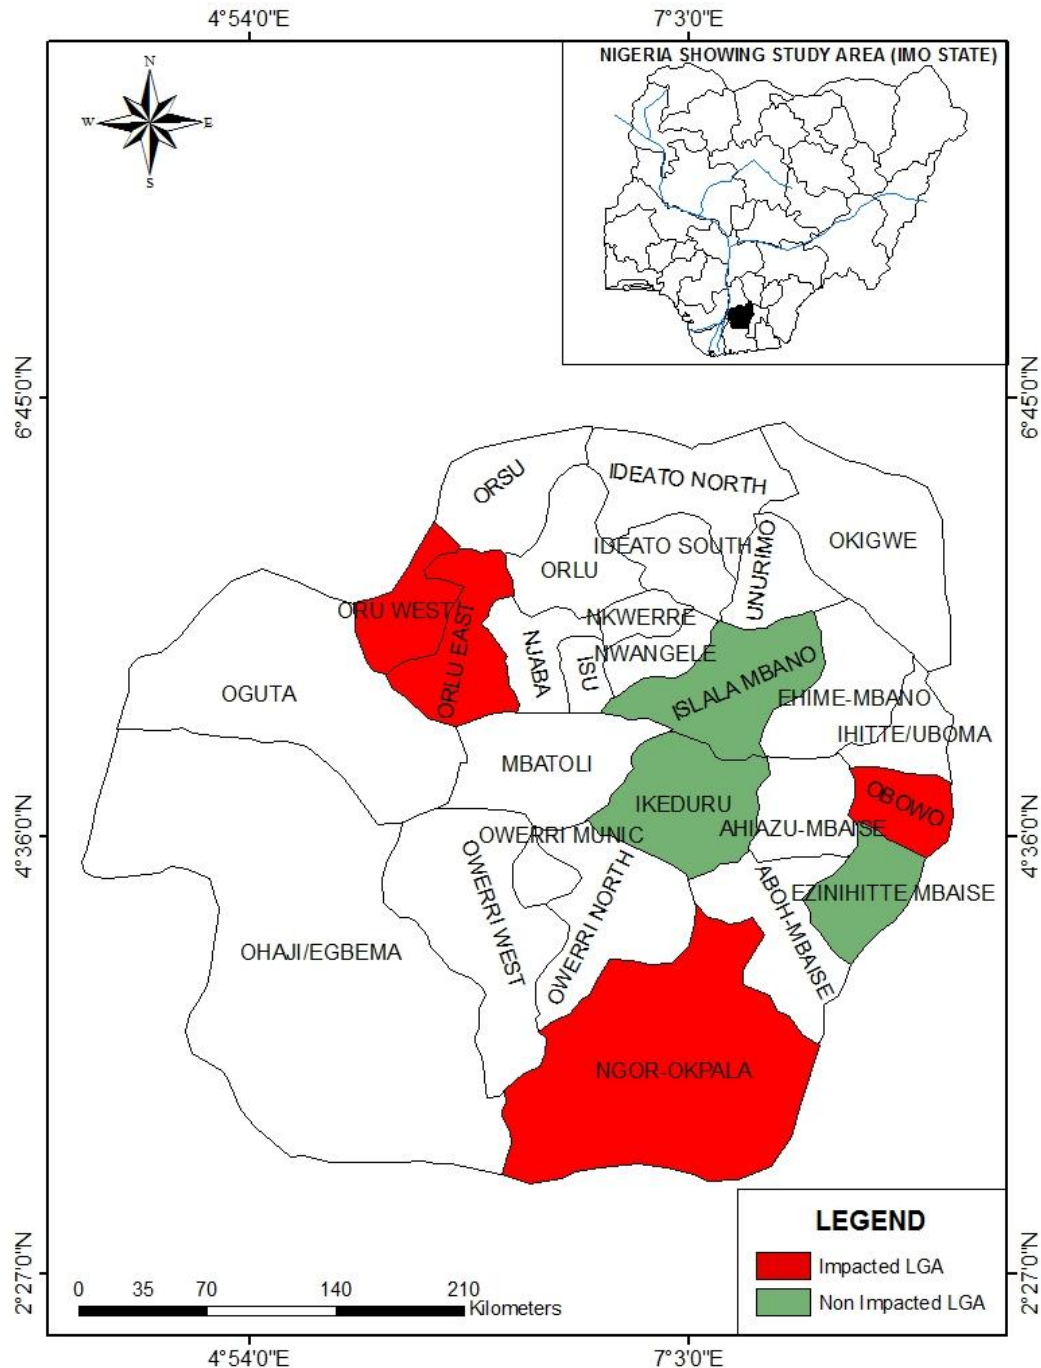 4°54'0"E
7°3'0"E
NIGERIA SHOWING STUDY AREA (IMO STATE)
N
W
E
S
6°45'0"N
6°45'0"N
ORSU
IDEATO NORTH
OKIGWE
IDEATO SOUTH
UNURIMO
ORLU
ORU WEST
NKWERRE
ORLU EAST
NJABA
ISU
NWANGELE
ISLALA MBANO
OGUTA
EHIME-MBANO
IHITTE/UBOMA
MBATOLI
IKEDURU
OBOWO
AHIAZU-MBAISE
OWERRI MUNIC
4°36'0"N
4°36'0"N
OWERRI WEST
OWERRI NORTH
ABOH-MBAISE
EZINIHITTE MBAISE
OHAJI/EGBEMA
NGOR-OKPALA
LEGEND
Impacted LGA
Non Impacted LGA
2°27'0"N
2°27'0"N
0 35 70 140 210
Kilometers
4°54'0"E
7°3'0"E